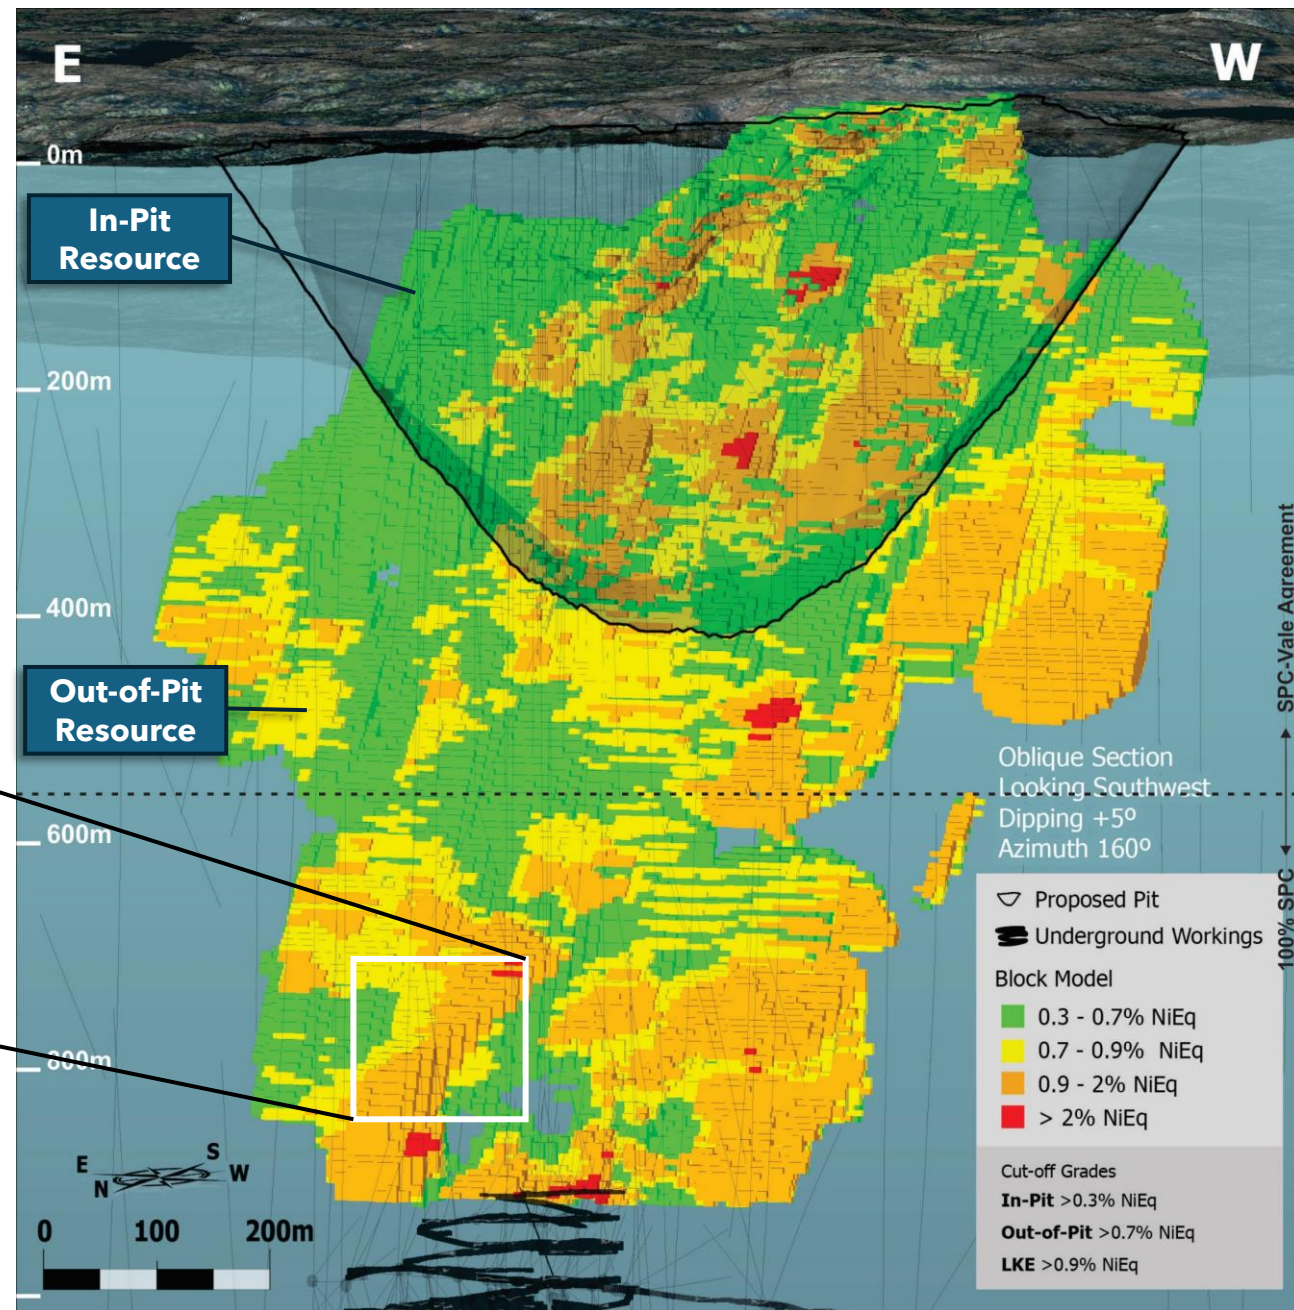 E
W
0m
In-Pit
Resource
200m
400m
Out-of-Pit
Resource
SPC-Vale Agreement
Oblique Section
Looking Southwest
Dipping +5º
Azimuth 160º
600m
100% SPC
Proposed Pit
Underground Workings
Block Model
0.3 - 0.7% NiEq
0.7 - 0.9% NiEq
0.9 - 2% NiEq
> 2% NiEq
800m
Cut-off Grades
In-Pit >0.3% NiEq
Out-of-Pit >0.7% NiEq
LKE >0.9% NiEq
E
S
N
W
0 100 200m